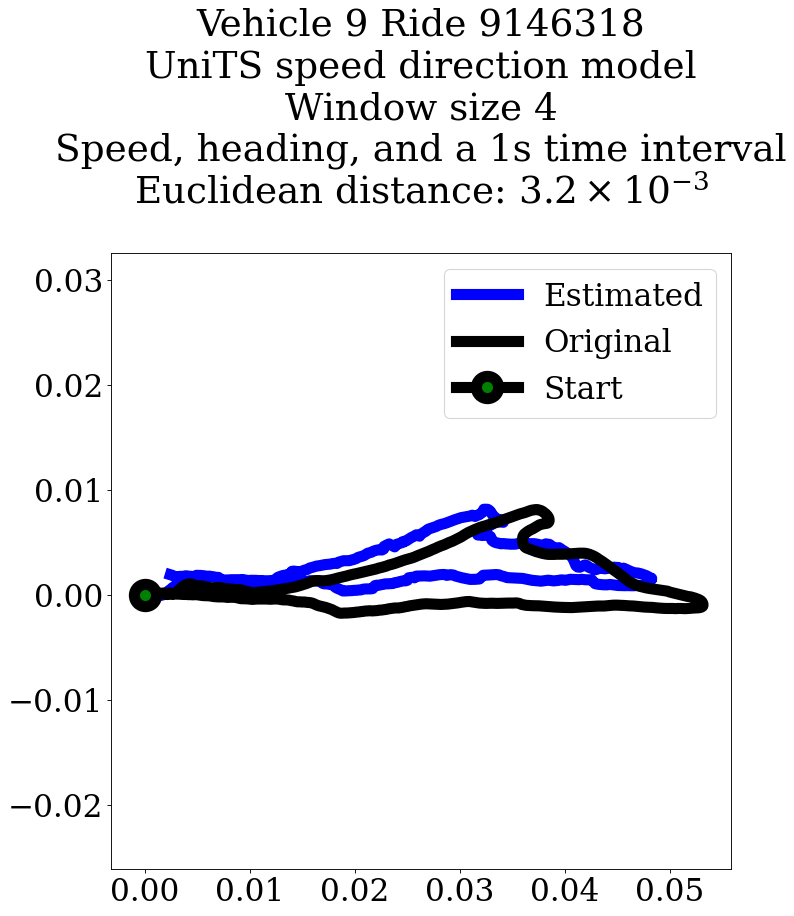 Vehicle 9 Ride 9146318
UniTS speed direction model
Window size 4
Speed, heading, and a 1s time interval
Euclidean distance: 3.2 × 10⁻³
Estimated
Original
Start
0.03
0.02
0.01
0.00
−0.01
−0.02
0.00 0.01 0.02 0.03 0.04 0.05